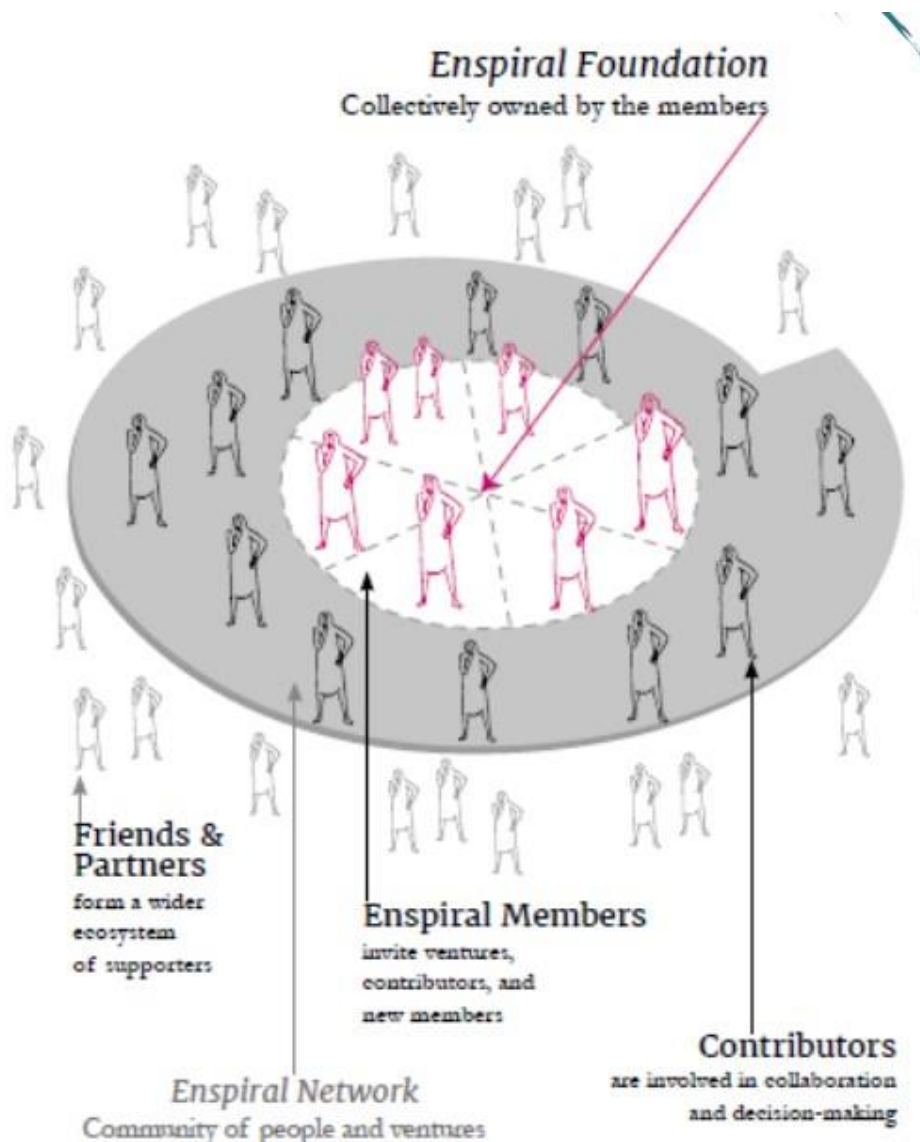 Enspiral Foundation
Collectively owned by the members
Friends &
Partners
form a wider
ecosystem
of supporters
Enspiral Members
invite ventures,
contributors, and
new members
Contributors
are involved in collaboration
and decision-making
Enspiral Network
Community of people and ventures